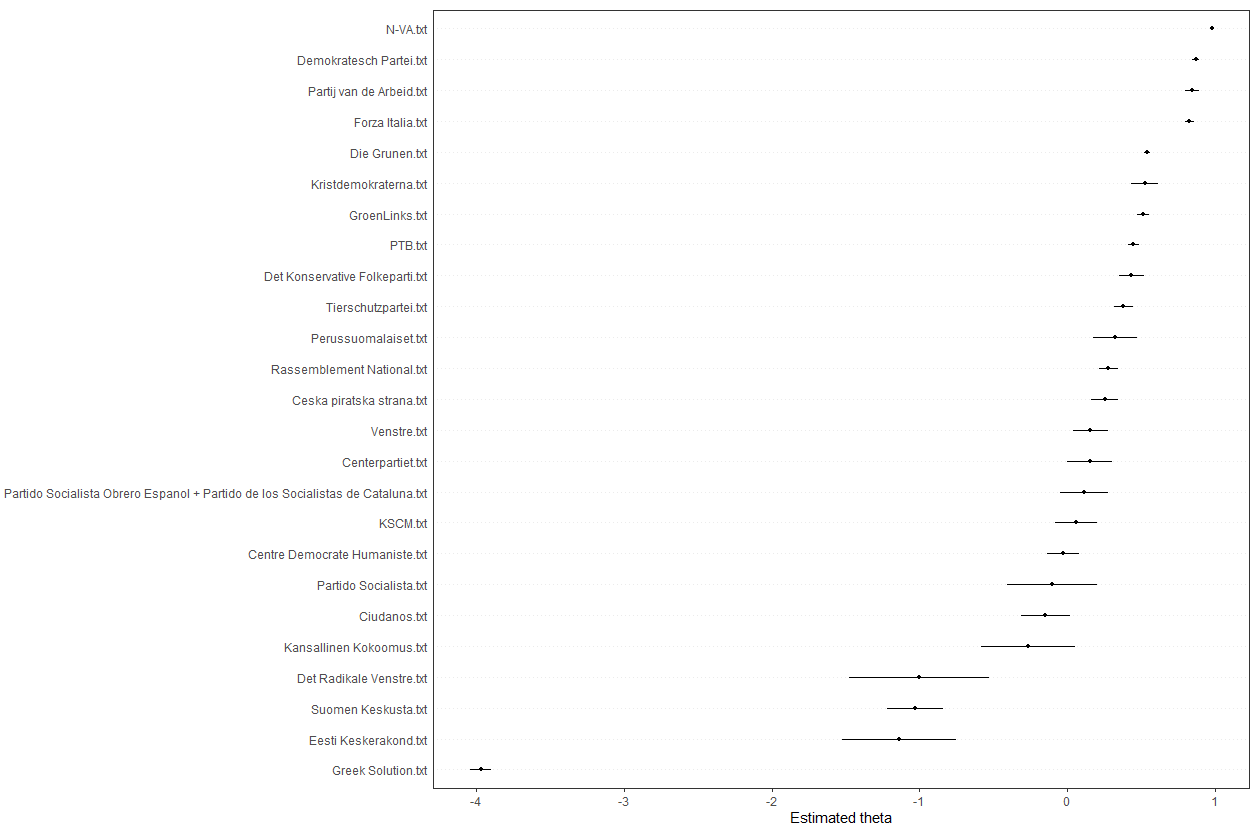 N-VA.txt
Demokratesch Partei.txt
Partij van de Arbeid.txt
Forza Italia.txt
Die Grunen.txt
Kristdemokraterna.txt
GroenLinks.txt
PTB.txt
Det Konservative Folkeparti.txt
Tierschutzpartei.txt
Perussuomalaiset.txt
Rassemblement National.txt
Ceska piratska strana.txt
Venstre.txt
Centerpartiet.txt
Partido Socialista Obrero Espanol + Partido de los Socialistas de Cataluna.txt
KSCM.txt
Centre Democrate Humaniste.txt
Partido Socialista.txt
Ciudanos.txt
Kansallinen Kokoomus.txt
Det Radikale Venstre.txt
Suomen Keskusta.txt
Eesti Keskerakond.txt
Greek Solution.txt
-4 -3 -2 -1 0 1
Estimated theta